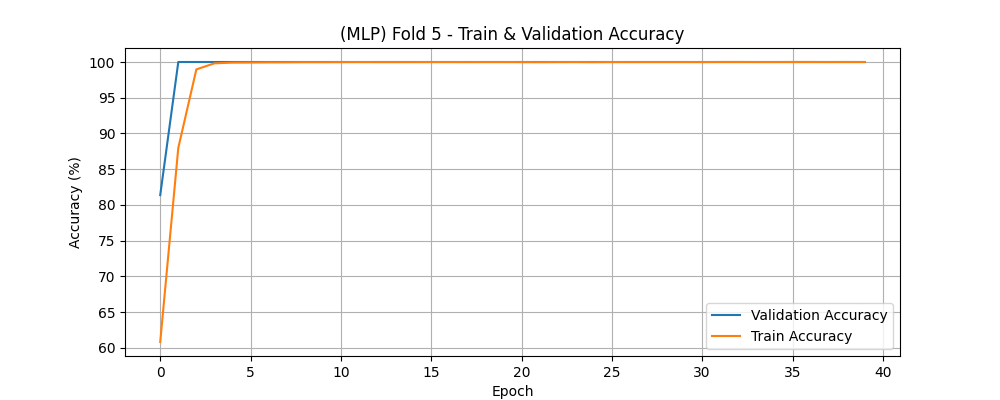 (MLP) Fold 5 - Train & Validation Accuracy
Accuracy (%)
100
95
90
85
80
75
70
65
60
0 5 10 15 20 25 30 35 40
Epoch
Validation Accuracy
Train Accuracy